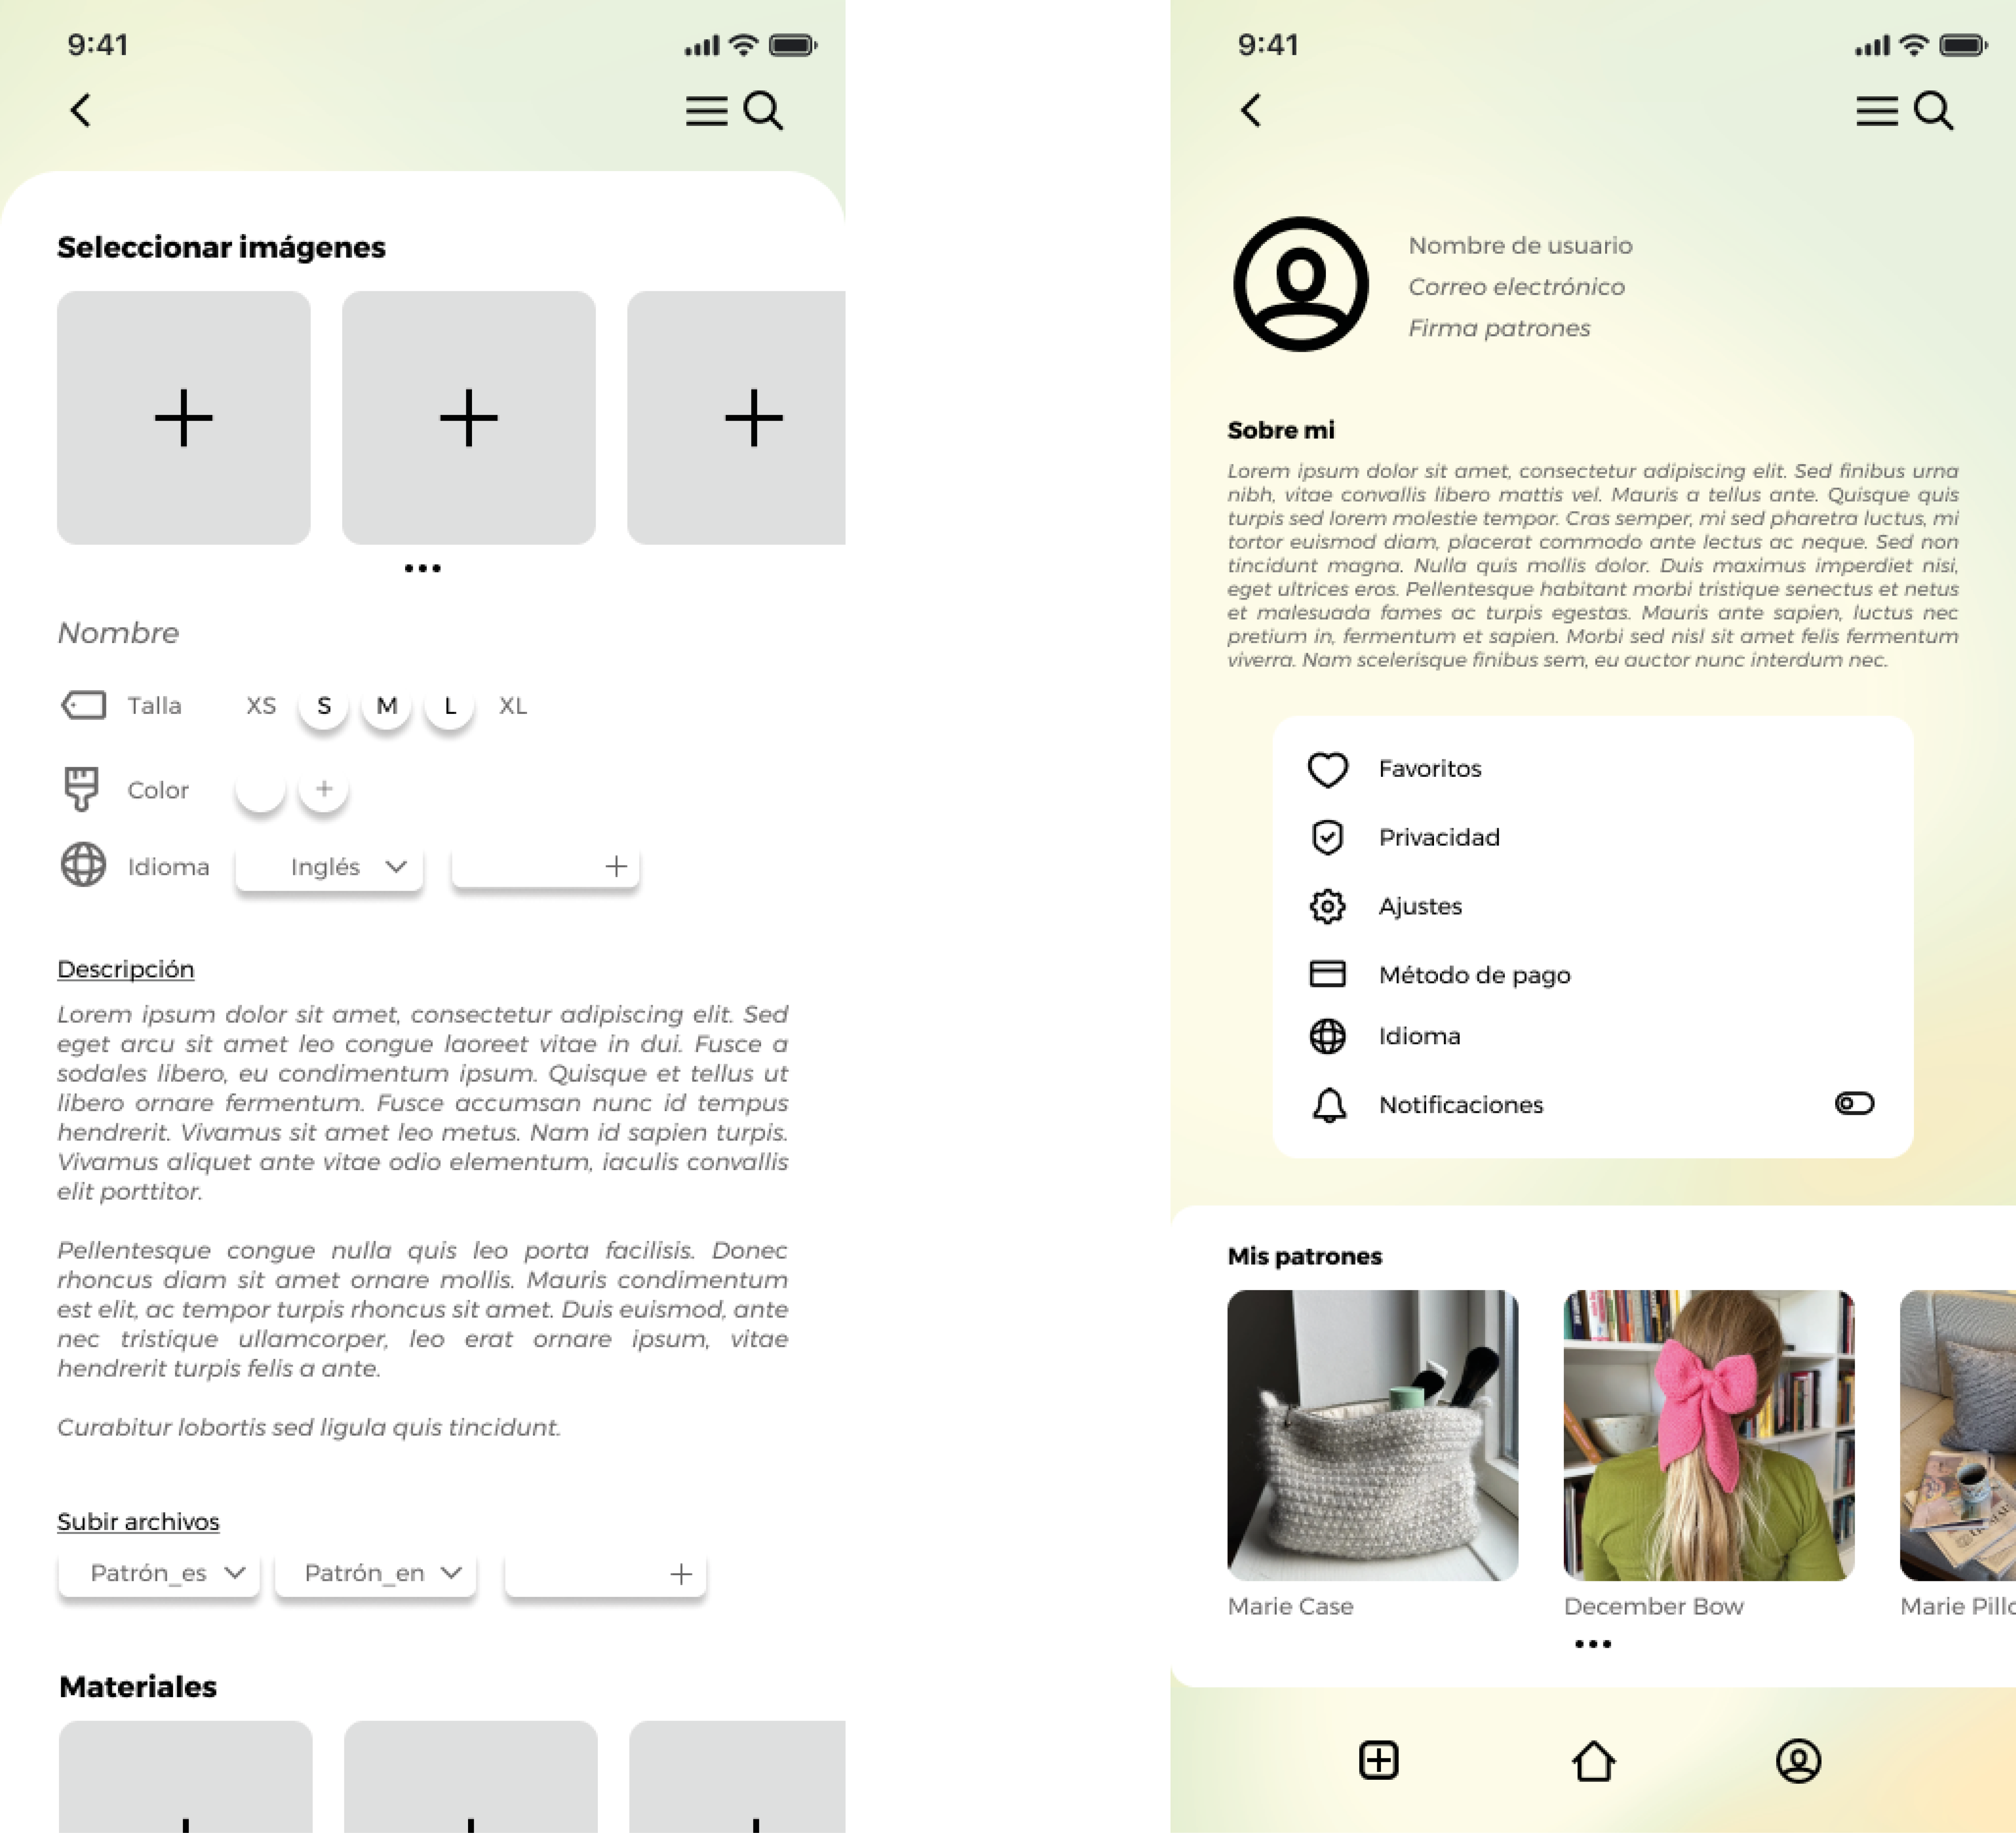 9:41
Seleccionar imágenes
Nombre
Talla XS S M L XL
Color
Idioma Inglés
Descripción
Lorem ipsum dolor sit amet, consectetur adipiscing elit. Sed
eget arcu sit amet leo congue laoreet vitae in dui. Fusce a
sodales libero, eu condimentum ipsum. Quisque et tellus ut
libero ornare fermentum. Fusce accumsan nunc id tempus
hendrerit. Vivamus sit amet leo metus. Nam id sapien turpis.
Vivamus aliquet ante vitae odio elementum, iaculis convallis
elit porttitor.
Pellentesque congue nulla quis leo porta facilisis. Donec
rhoncus diam sit amet ornare mollis. Mauris condimentum
est elit, ac tempor turpis rhoncus sit amet. Duis euismod, ante
nec tristique ullamcorper, leo erat ornare ipsum, vitae
hendrerit turpis felis a ante.
Curabitur lobortis sed ligula quis tincidunt.
Subir archivos
Patrón_es Patrón_en
Materiales
9:41
Nombre de usuario
Correo electrónico
Firma patrones
Sobre mi
Lorem ipsum dolor sit amet, consectetur adipiscing elit. Sed finibus urna
nibh, vitae convallis libero mattis vel. Mauris a tellus ante. Quisque quis
turpis sed lorem molestie tempor. Cras semper, mi sed pharetra luctus, mi
tortor euismod diam, placerat commodo ante lectus ac neque. Sed non
tincidunt magna. Nulla quis mollis dolor. Duis maximus imperdiet nisi,
eget ultrices eros. Pellentesque habitant morbi tristique senectus et netus
et malesuada fames ac turpis egestas. Mauris ante sapien, luctus nec
pretium in, fermentum et sapien. Morbi sed nisl sit amet felis fermentum
viverra. Nam scelerisque finibus sem, eu auctor nunc interdum nec.
Favoritos
Privacidad
Ajustes
Método de pago
Idioma
Notificaciones
Mis patrones
Marie Case
December Bow
Marie